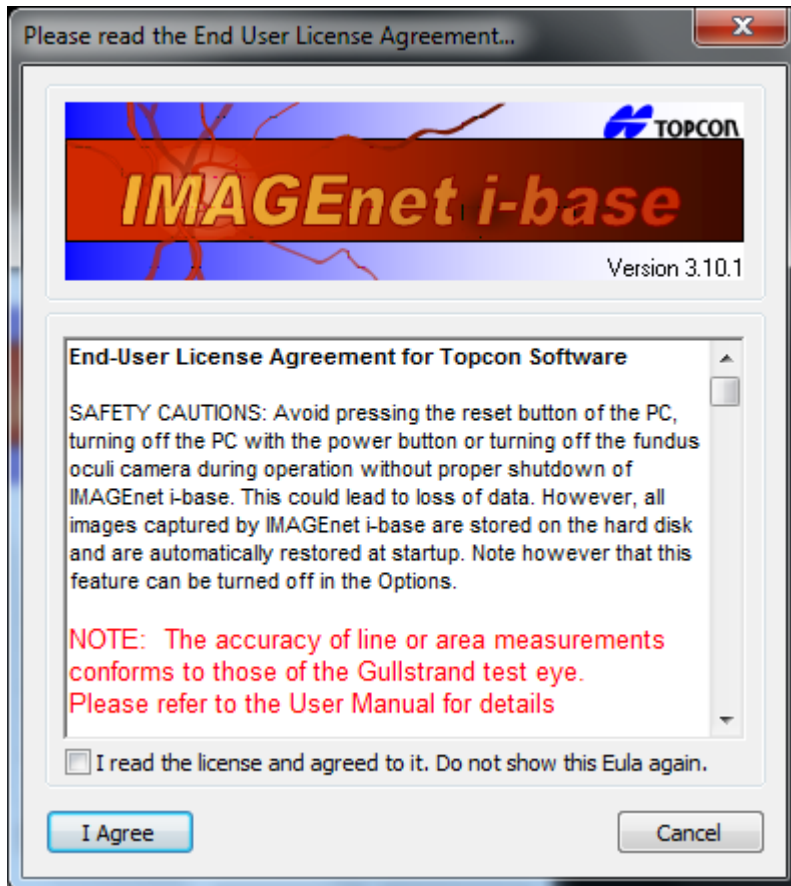 Please read the End User License Agreement...
TOPCON
IMAGEnet i-base
Version 3.10.1
End-User License Agreement for Topcon Software
SAFETY CAUTIONS: Avoid pressing the reset button of the PC,
turning off the PC with the power button or turning off the fundus
oculi camera during operation without proper shutdown of
IMAGEnet i-base. This could lead to loss of data. However, all
images captured by IMAGEnet i-base are stored on the hard disk
and are automatically restored at startup. Note however that this
feature can be turned off in the Options.
NOTE: The accuracy of line or area measurements
conforms to those of the Gullstrand test eye.
Please refer to the User Manual for details
I read the license and agreed to it. Do not show this Eula again.
I Agree
Cancel